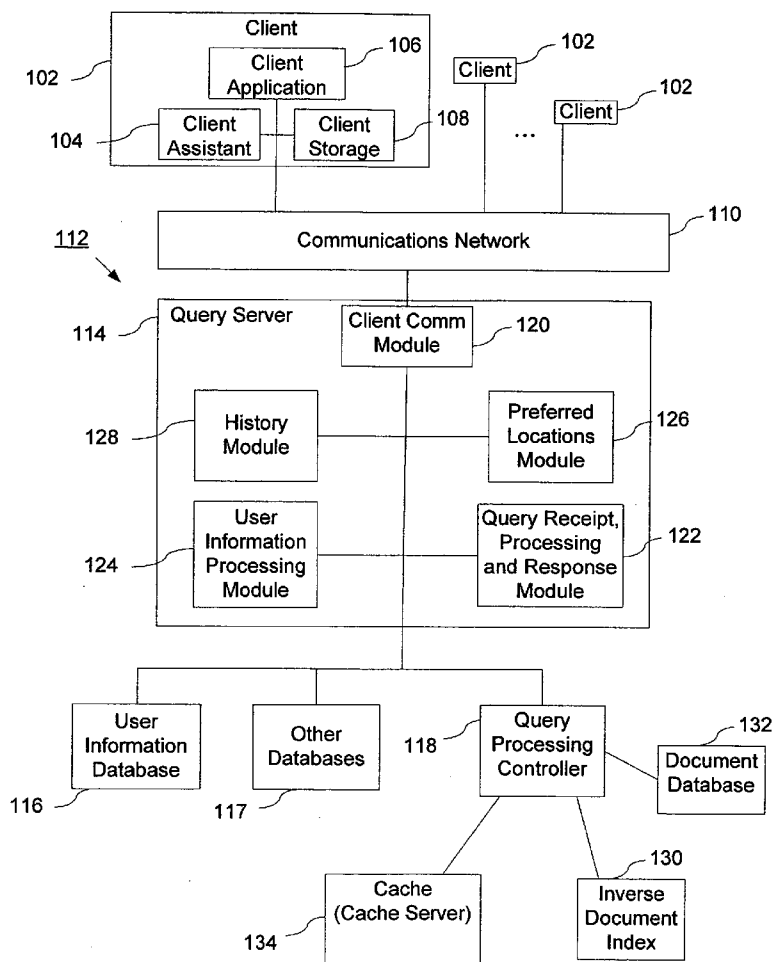 Client
102
106
Client
Application
104
Client
Assistant
108
Client
Storage
102
Client
102
Client
...
110
Communications Network
112
114
Query Server
Client Comm
Module
120
128
History
Module
Preferred
Locations
Module
126
124
User
Information
Processing
Module
Query Receipt,
Processing
and Response
Module
122
User
Information
Database
116
Other
Databases
117
118
Query
Processing
Controller
132
Document
Database
134
Cache
(Cache Server)
130
Inverse
Document
Index